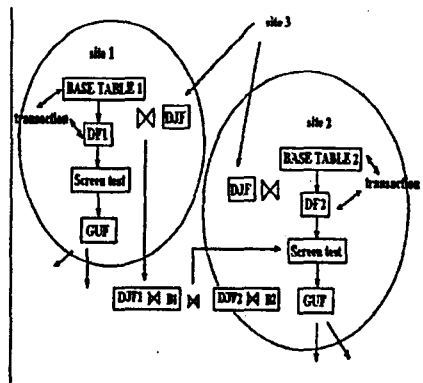 site 1
site 3
BASE TABLE 1
DJF
transaction
DF1
site 2
Screen test
BASE TABLE 2
DJF
transaction
DF2
GUF
Screen test
DJF1 ⋈ B1 ⋈ DJF2 ⋈ B2
GUF